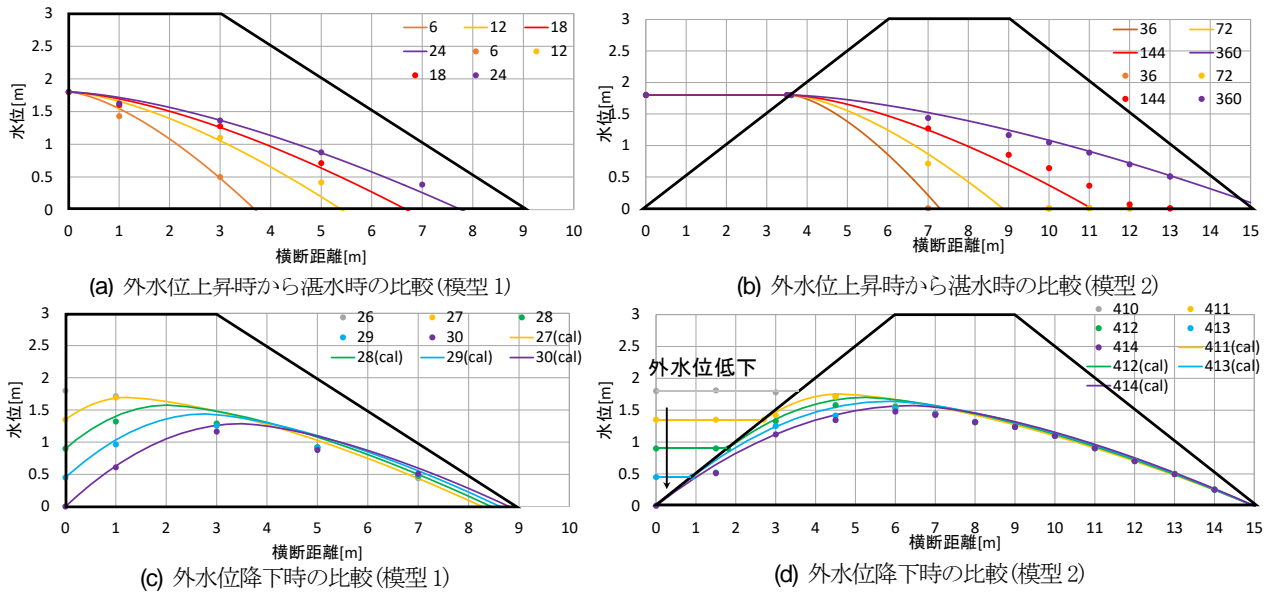 3
2.5
2
1.5
1
0.5
0
水位[m]
6 12 18
24 6 12
18 24
0 1 2 3 4 5 6 7 8 9 10
横断距離[m]
(a) 外水位上昇時から湛水時の比較(模型 1)
3
2.5
2
1.5
1
0.5
0
水位[m]
36 72
144 360
36 72
144 360
0 1 2 3 4 5 6 7 8 9 10 11 12 13 14 15
横断距離[m]
(b) 外水位上昇時から湛水時の比較(模型 2)
3
2.5
2
1.5
1
0.5
0
水位[m]
26 27 28
29 30 27(cal)
28(cal) 29(cal) 30(cal)
0 1 2 3 4 5 6 7 8 9 10
横断距離[m]
(c) 外水位降下時の比較(模型 1)
3
2.5
2
1.5
1
0.5
0
水位[m]
外水位低下
410 411
412 413
414 411(cal)
412(cal) 413(cal)
414(cal)
0 1 2 3 4 5 6 7 8 9 10 11 12 13 14 15
横断距離[m]
(d) 外水位降下時の比較(模型 2)